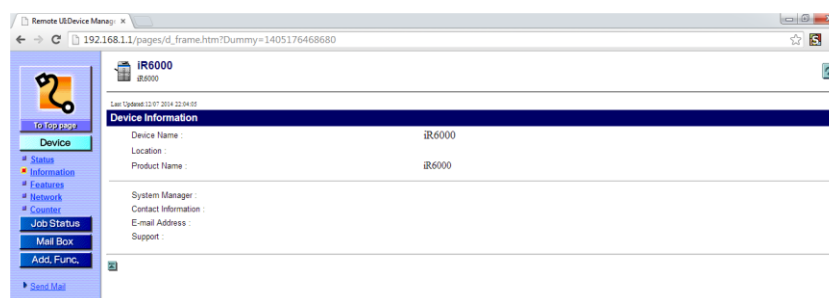 Remote UI:Device Manag
192.168.1.1/pages/d_frame.htm?Dummy=1405176468680
To Top page
Device
Status
Information
Features
Network
Counter
Job Status
Mail Box
Add. Func.
Send Mail
iR6000
iR6000
Last Updated:12/07 2014 22:04:03
Device Information
Device Name : iR6000
Location :
Product Name : iR6000
System Manager :
Contact Information :
E-mail Address :
Support :